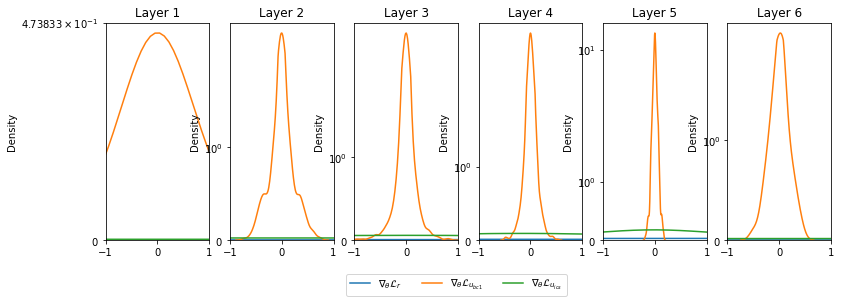 Layer 1 Layer 2 Layer 3 Layer 4 Layer 5 Layer 6
4.73833 × 10⁻¹
10¹
10⁰ 10⁰ 10⁰ 10⁰ 10⁰
Density Density Density Density Density Density
0 0 0 0 0 0
−1 0 1 −1 0 1 −1 0 1 −1 0 1 −1 0 1 −1 0 1
∇θℒr ∇θℒubc1 ∇θℒuics